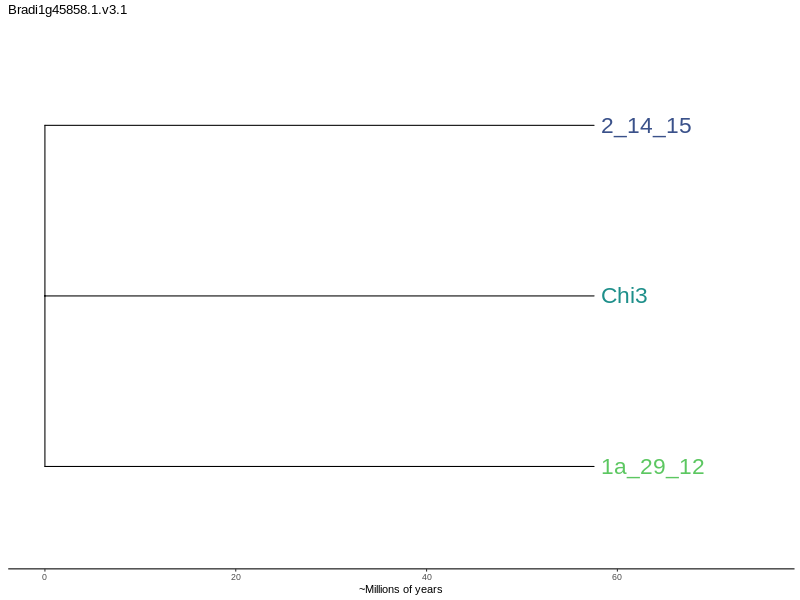 Bradi1g45858.1.v3.1
2_14_15
Chi3
1a_29_12
0 20 40 60
~Millions of years